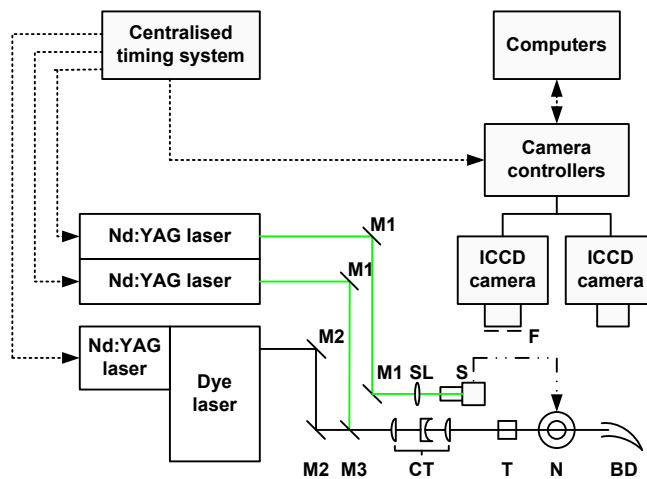 Centralised
timing system
Computers
Camera
controllers
M1
Nd:YAG laser
ICCD
camera
ICCD
camera
M1
Nd:YAG laser
F
M2
Nd:YAG
laser
M1
SL
S
Dye
laser
M2
M3
CT
T
N
BD